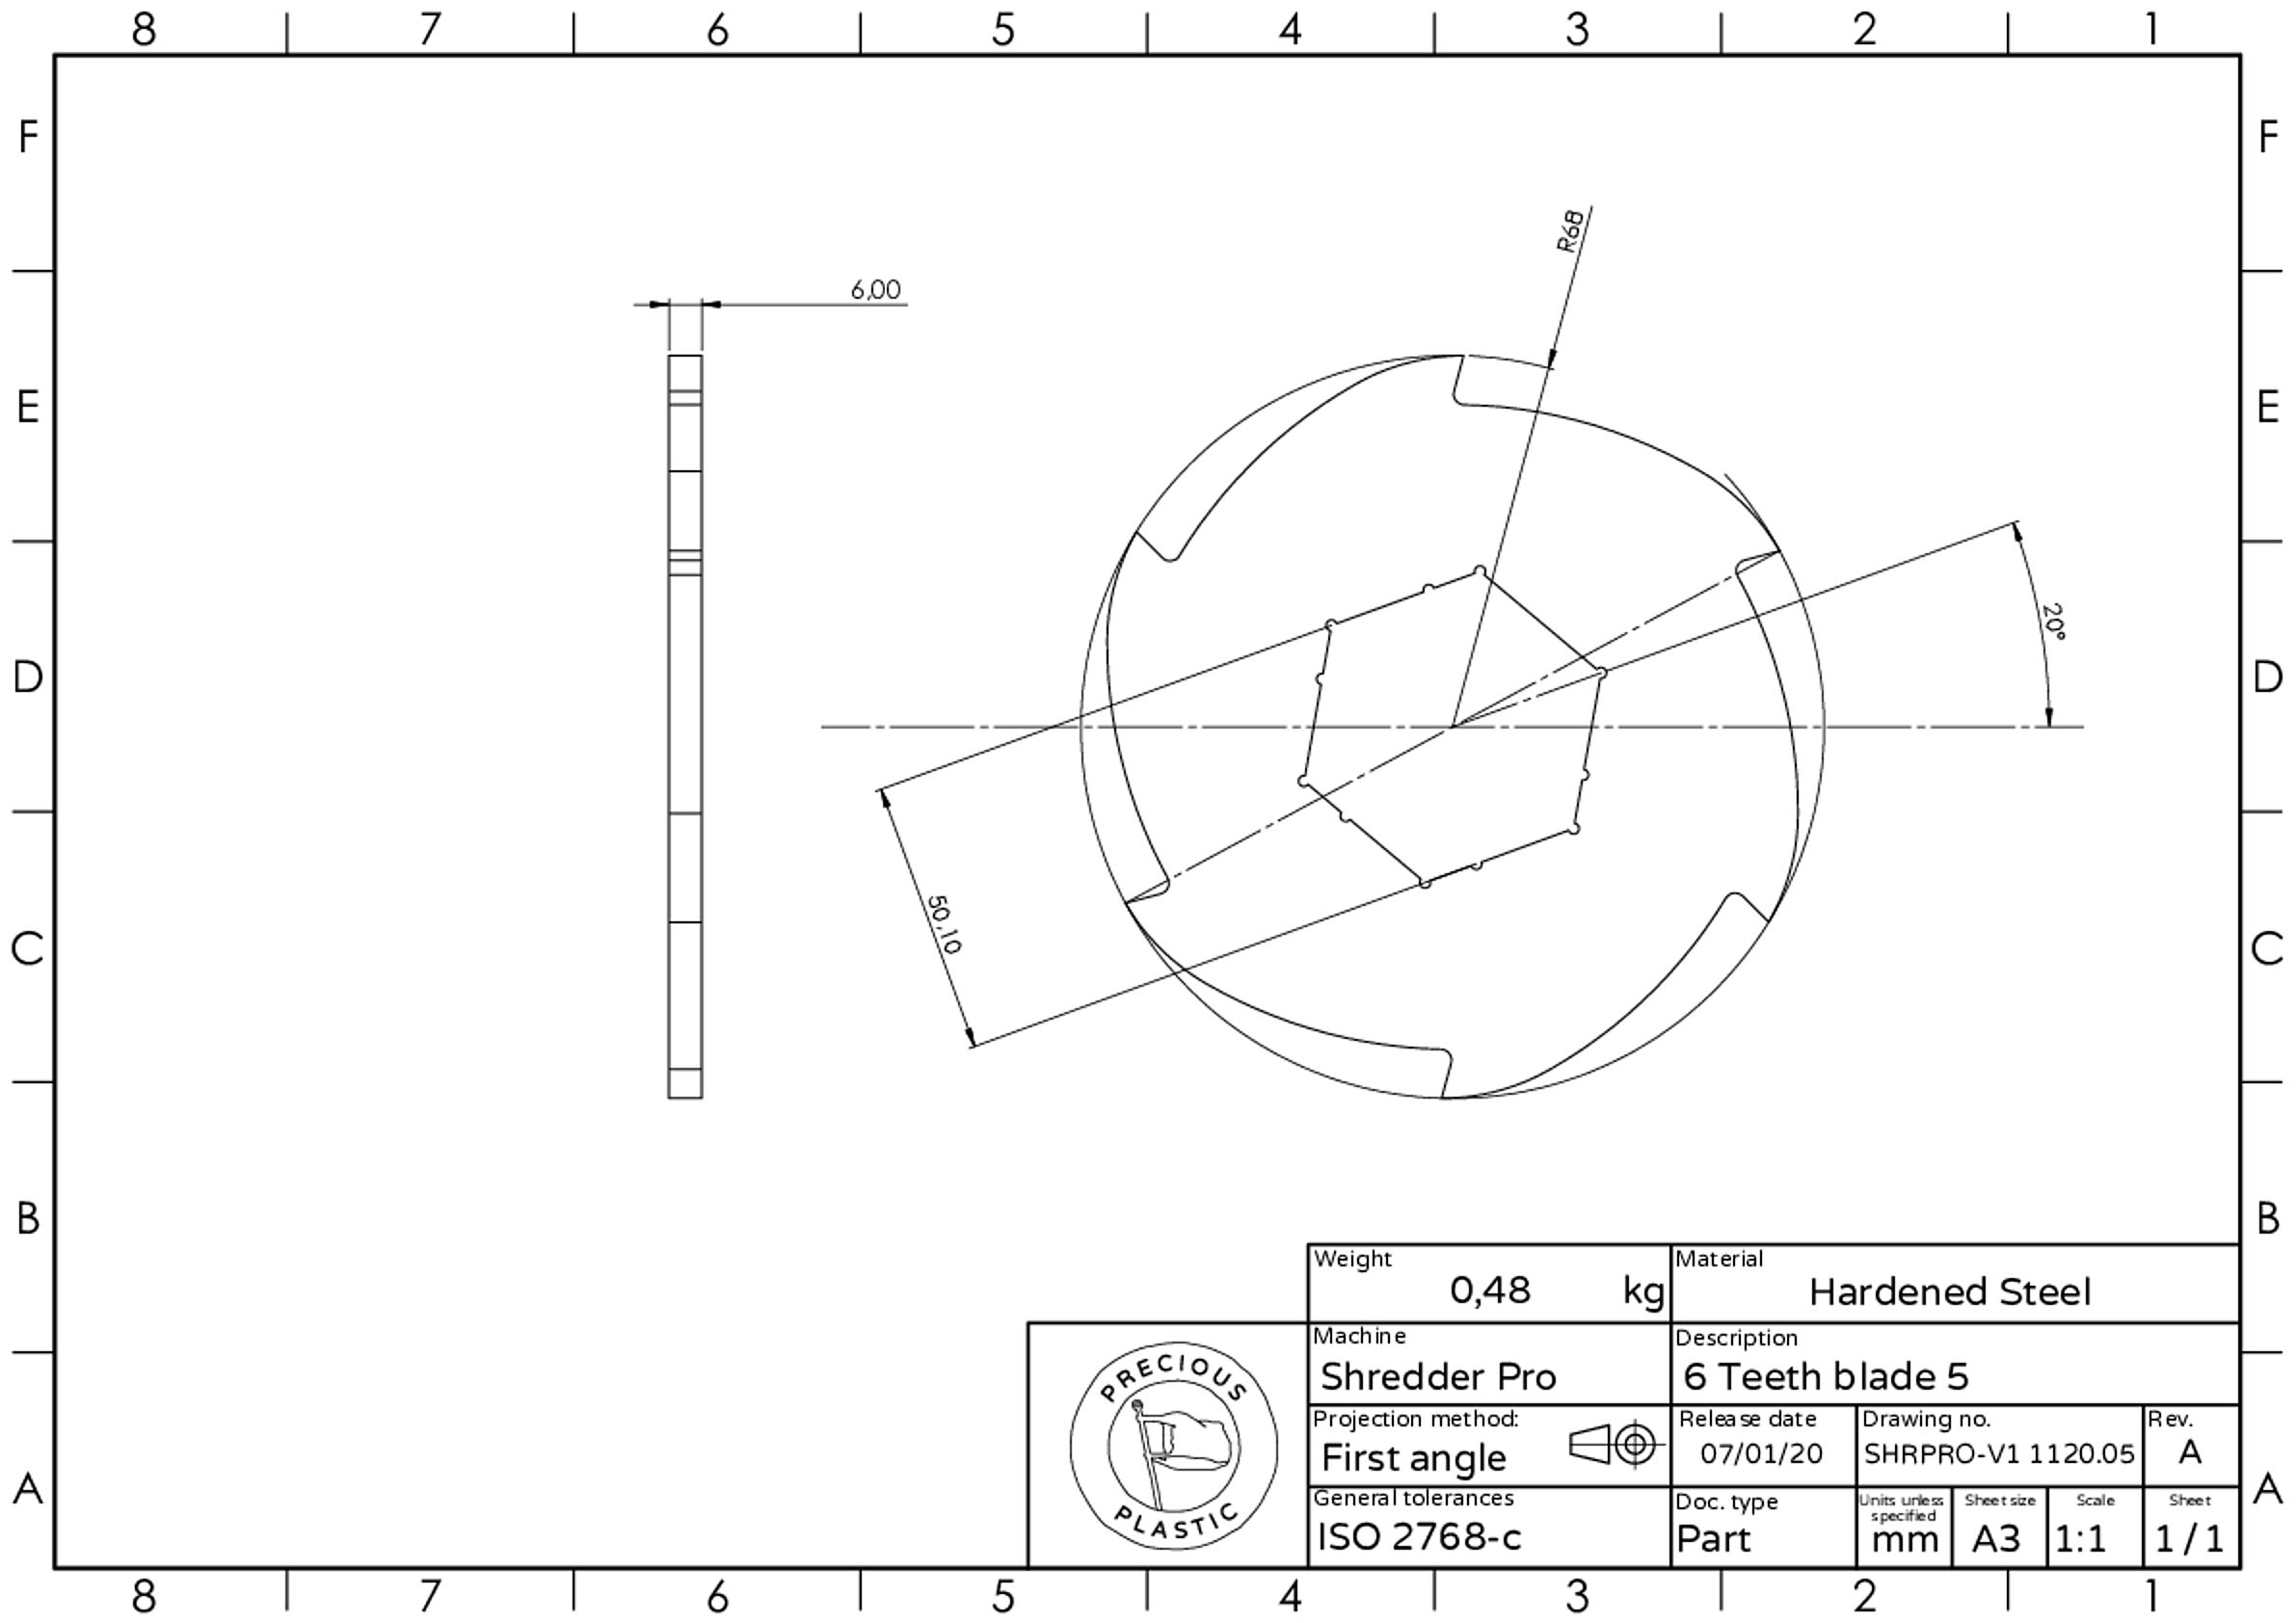 8 7 6 5 4 3 2 1
F F
E E
D D
C C
B B
A A
R68
6,00
20°
50,10
Weight
0,48 kg
Material
Hardened Steel
Machine
Shredder Pro
Description
6 Teeth blade 5
Projection method:
First angle
Release date
07/01/20
Drawing no.
SHRPRO-V1 1120.05
Rev.
A
General tolerances
ISO 2768-c
Doc. type
Part
Units unless
specified
mm
Sheet size
A3
Scale
1:1
Sheet
1 / 1
PRECIOUS
PLASTIC
8 7 6 5 4 3 2 1